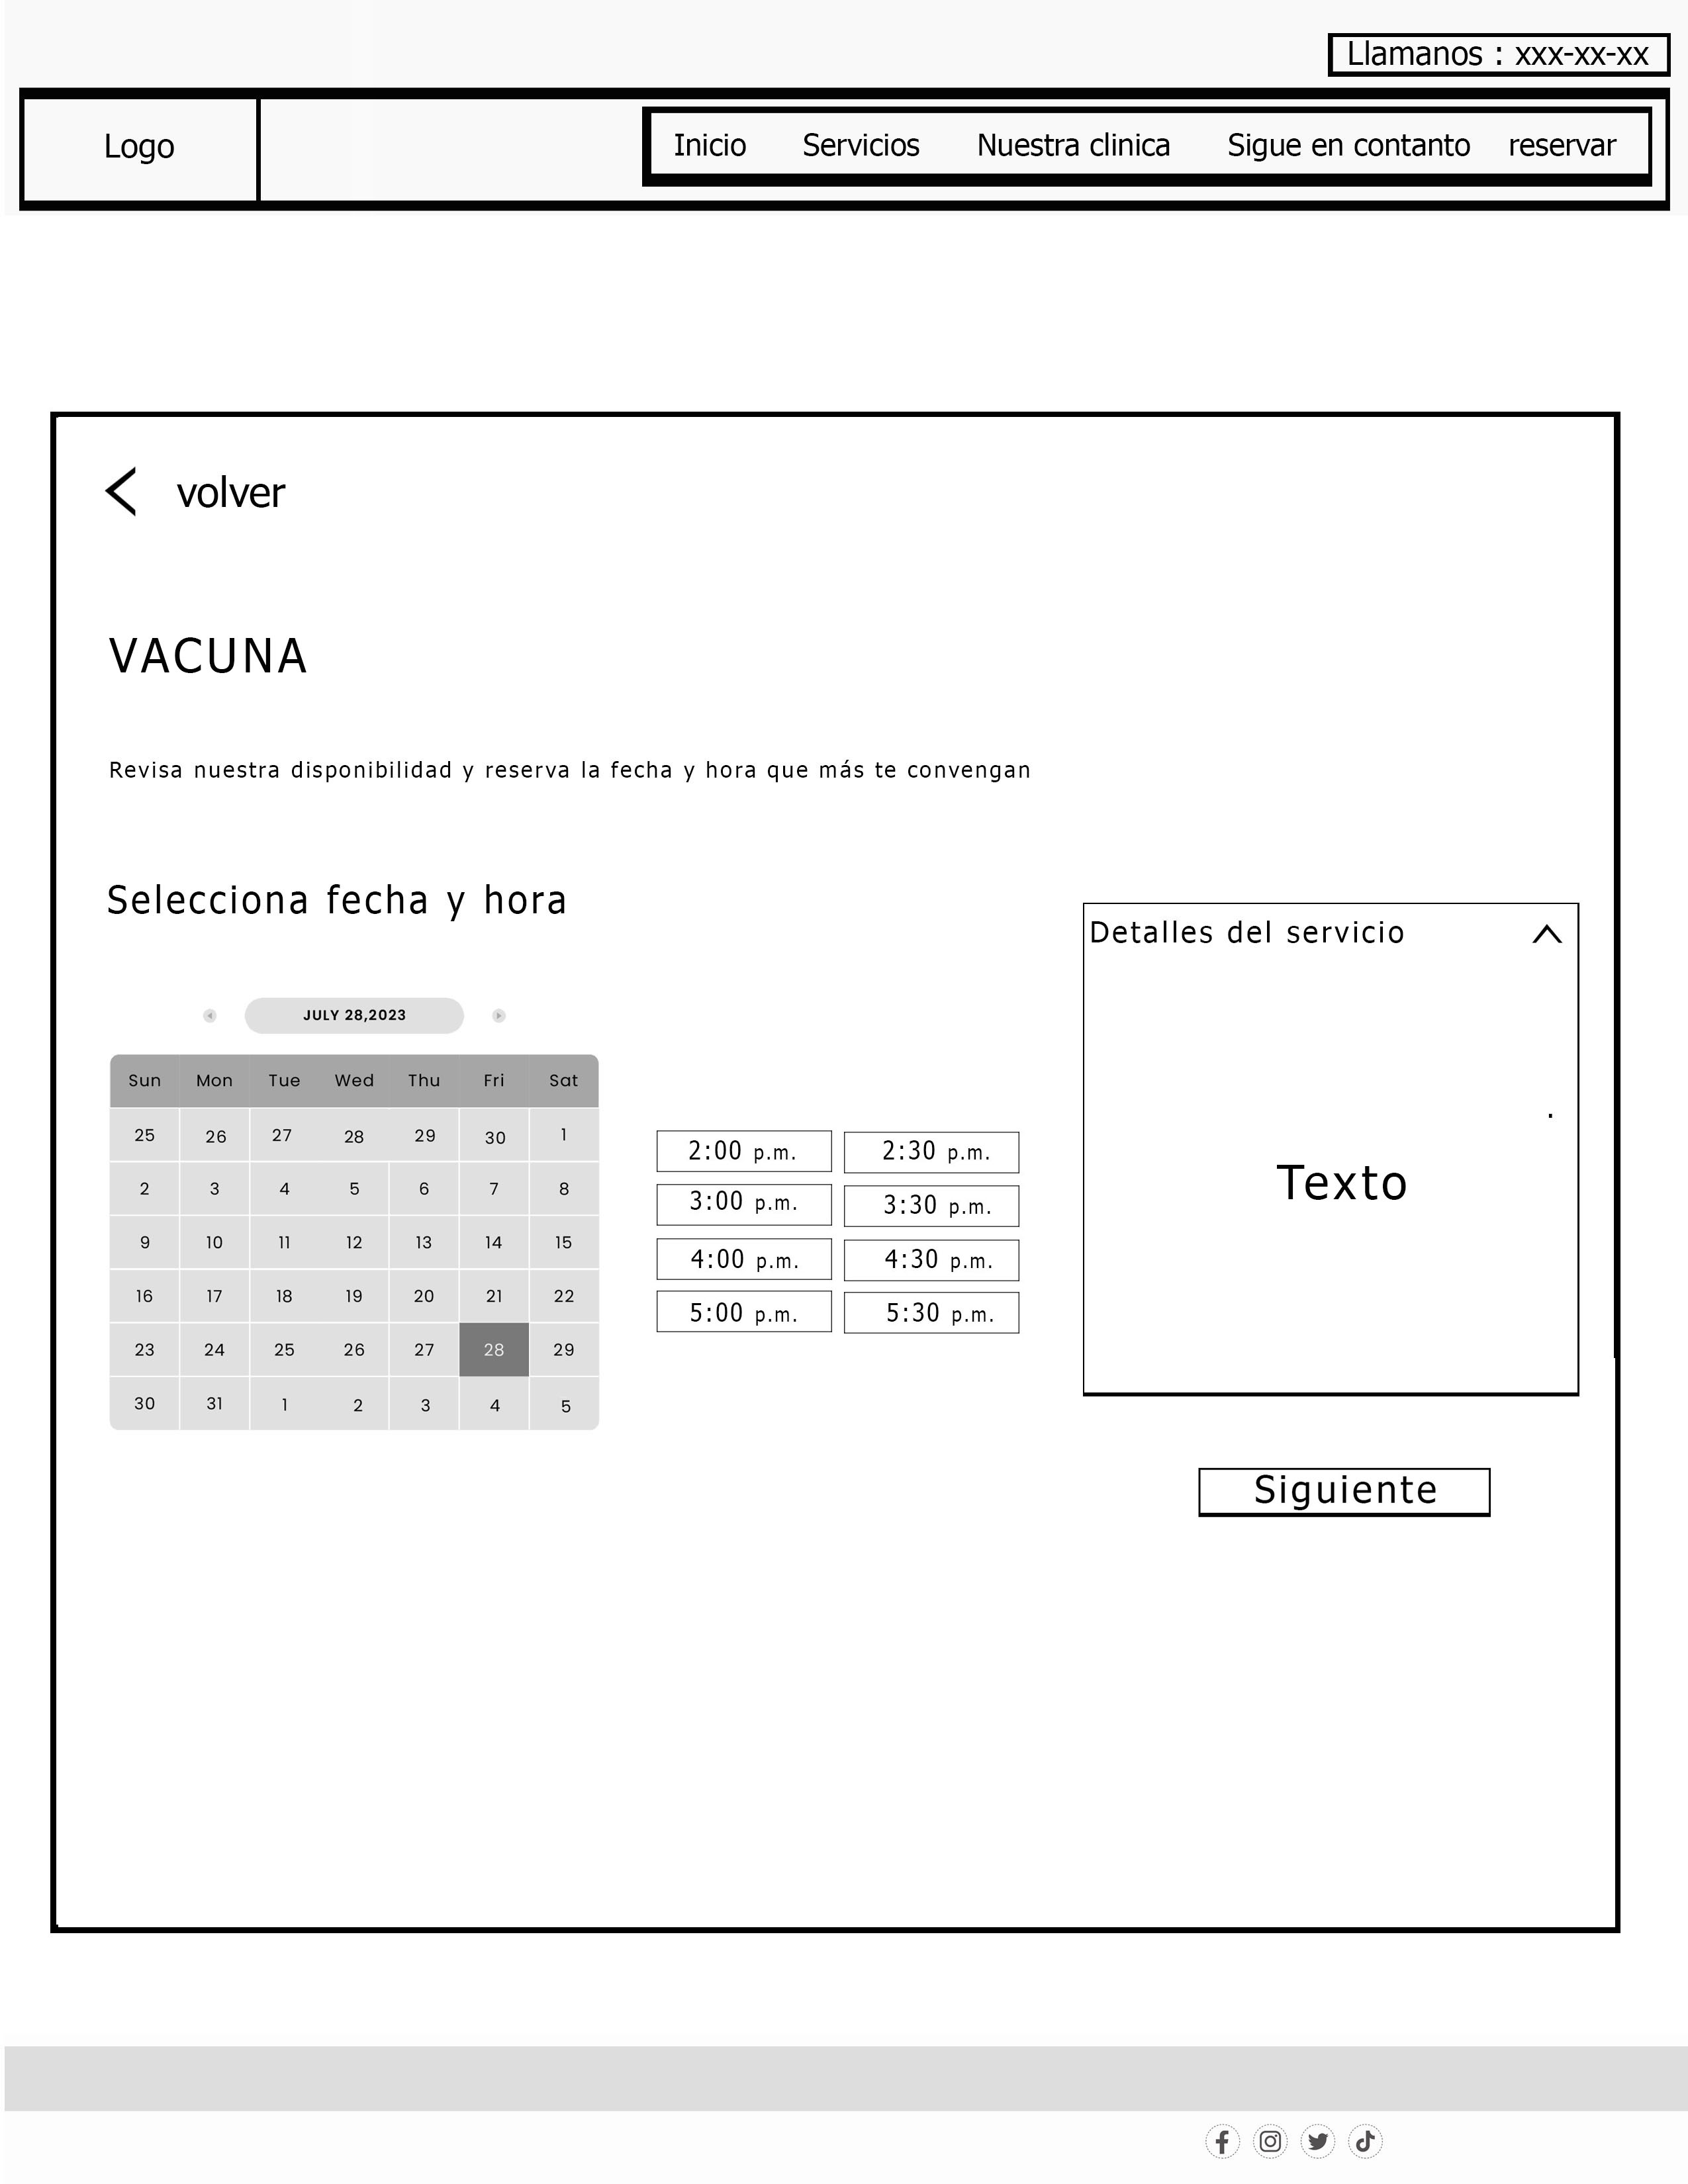 Llamanos : xxx-xx-xx
Logo
Inicio Servicios Nuestra clinica Sigue en contanto reservar
volver
VACUNA
Revisa nuestra disponibilidad y reserva la fecha y hora que más te convengan
Selecciona fecha y hora
Detalles del servicio
JULY 28,2023
Sun Mon Tue Wed Thu Fri Sat
25 26 27 28 29 30 1
2 3 4 5 6 7 8
9 10 11 12 13 14 15
16 17 18 19 20 21 22
23 24 25 26 27 28 29
30 31 1 2 3 4 5
2:00 p.m. 2:30 p.m.
3:00 p.m. 3:30 p.m.
4:00 p.m. 4:30 p.m.
5:00 p.m. 5:30 p.m.
.
Texto
Siguiente